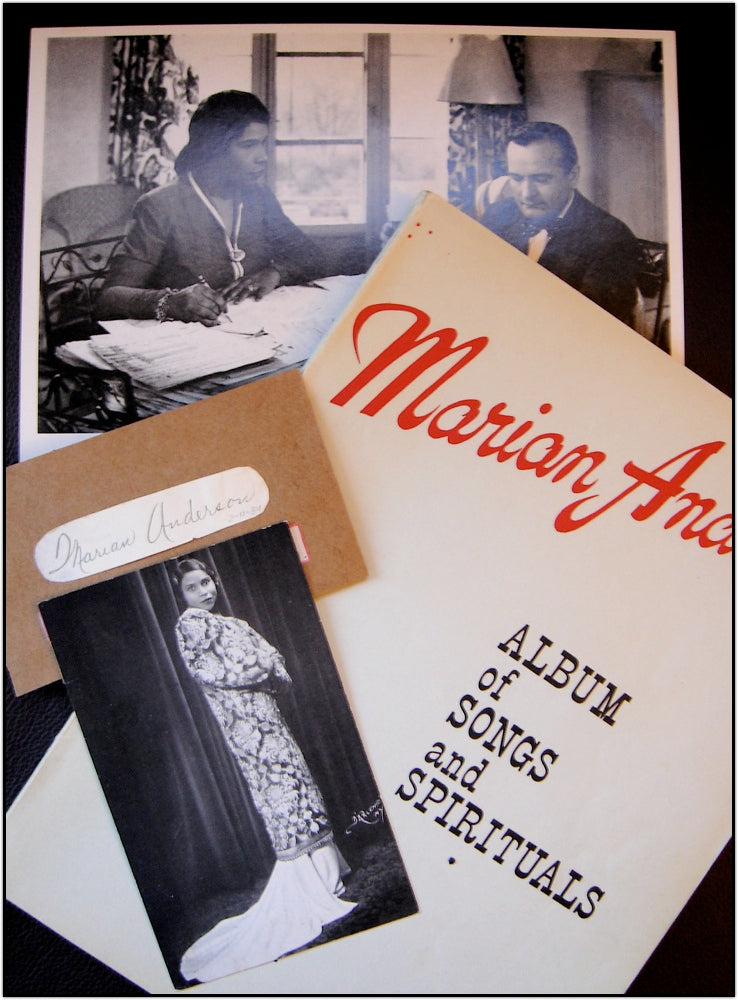 Marian And
Marian Anderson
ALBUM
of
SONGS
and
SPIRITUALS